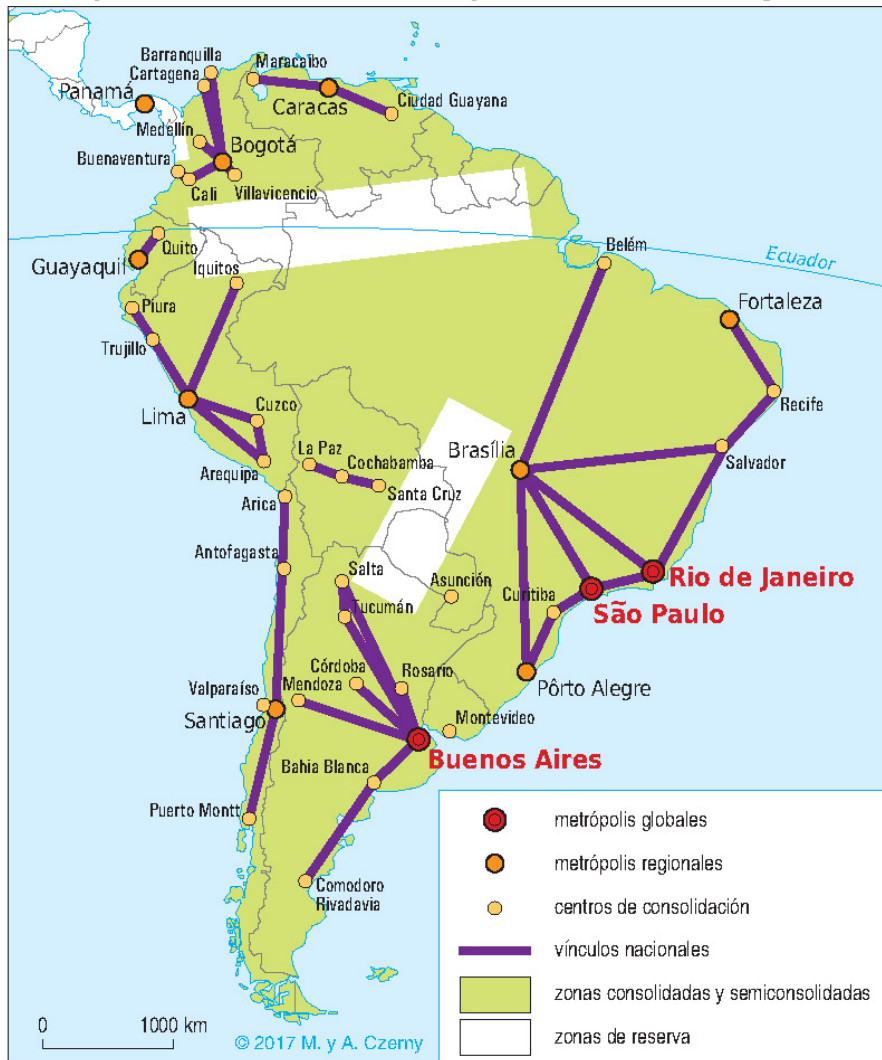 Barranquilla
Cartagena
Maracaibo
Panamá
Caracas
Ciudad Guayana
Medellín
Bogotá
Buenaventura
Cali
Villavicencio
Quito
Guayaquil
Iquitos
Belém
Ecuador
Piura
Fortaleza
Trujillo
Lima
Cuzco
Recife
La Paz
Brasília
Cochabamba
Salvador
Arequipa
Santa Cruz
Arica
Antofagasta
Salta
Asunción
Rio de Janeiro
Curitiba
São Paulo
Tucumán
Córdoba
Rosario
Mendoza
Pôrto Alegre
Valparaíso
Santiago
Montevideo
Buenos Aires
Bahia Blanca
Puerto Montt
Comodoro
Rivadavia
metrópolis globales
metrópolis regionales
centros de consolidación
vínculos nacionales
zonas consolidadas y semiconsolidadas
zonas de reserva
0 1000 km
© 2017 M. y A. Czerny